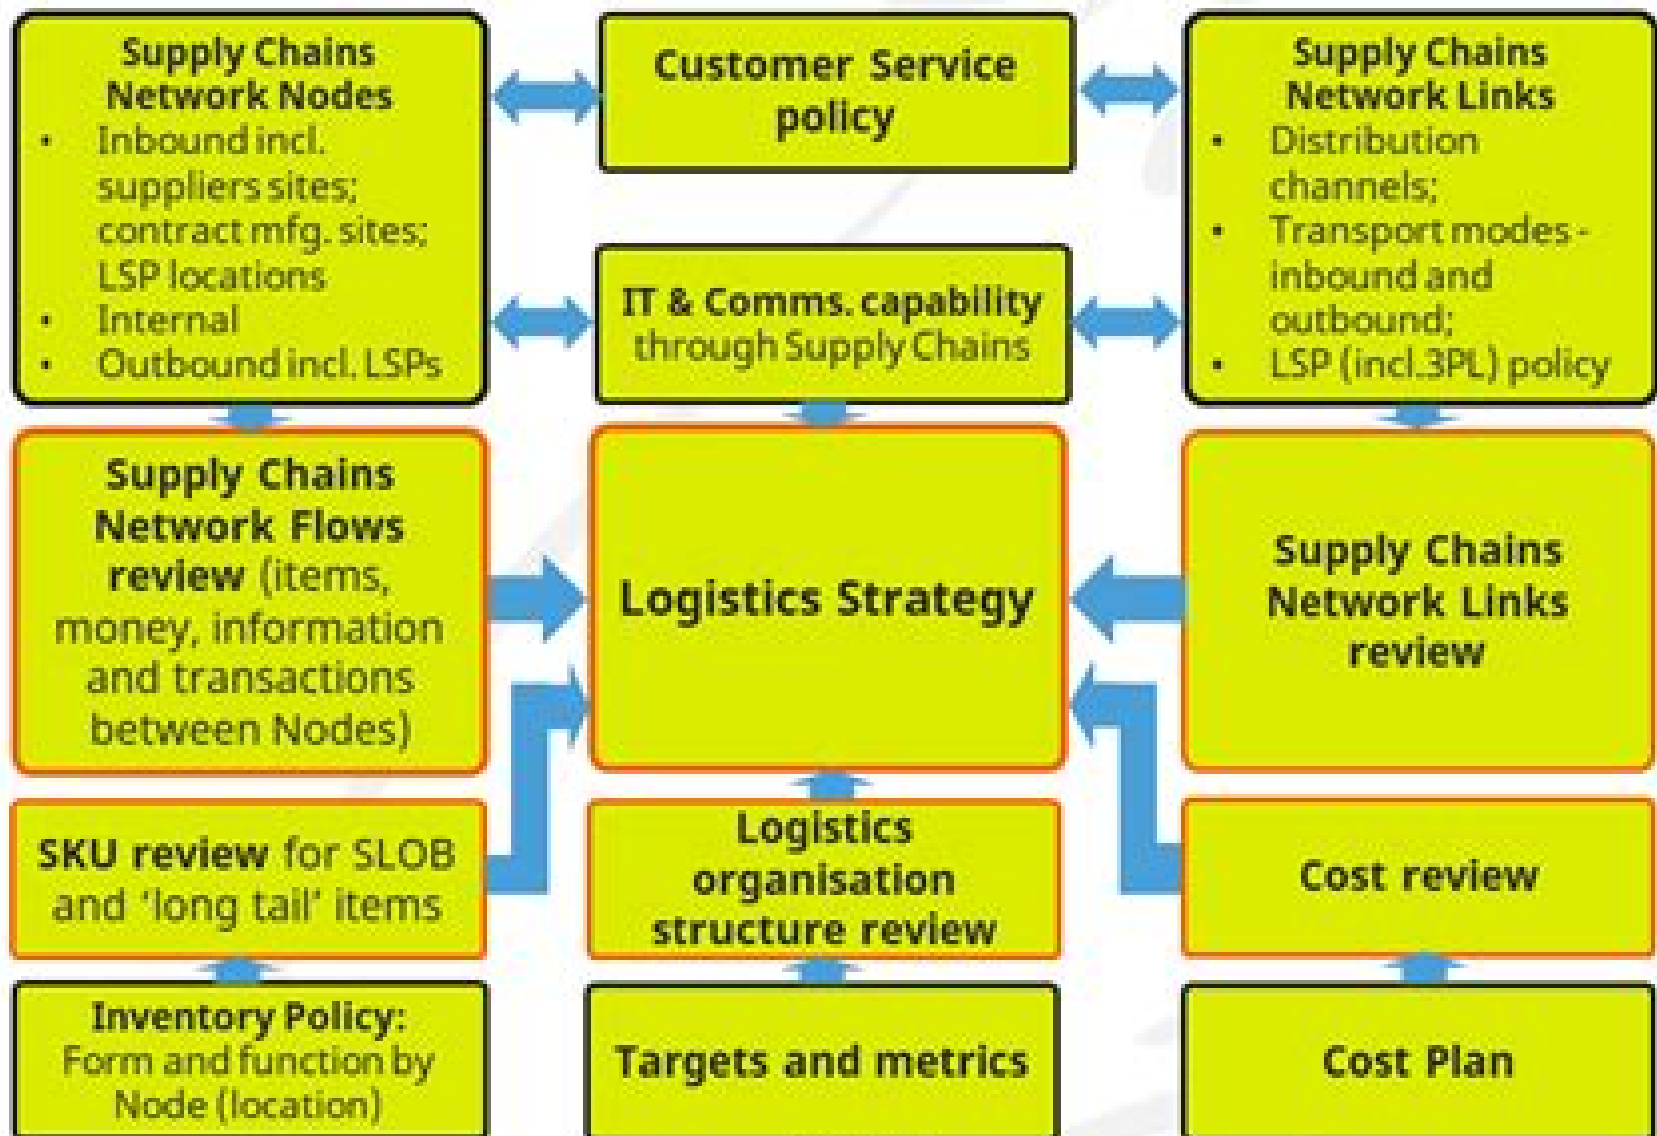 Supply Chains
Network Nodes
• Inbound incl.
suppliers sites;
contract mfg. sites;
LSP locations
• Internal
• Outbound incl. LSPs
Customer Service
policy
Supply Chains
Network Links
• Distribution
channels;
• Transport modes -
inbound and
outbound;
• LSP (incl.3PL) policy
IT & Comms. capability
through Supply Chains
Supply Chains
Network Flows
review (items,
money, information
and transactions
between Nodes)
Logistics Strategy
Supply Chains
Network Links
review
SKU review for SLOB
and ‘long tail’ items
Logistics
organisation
structure review
Cost review
Inventory Policy:
Form and function by
Node (location)
Targets and metrics
Cost Plan